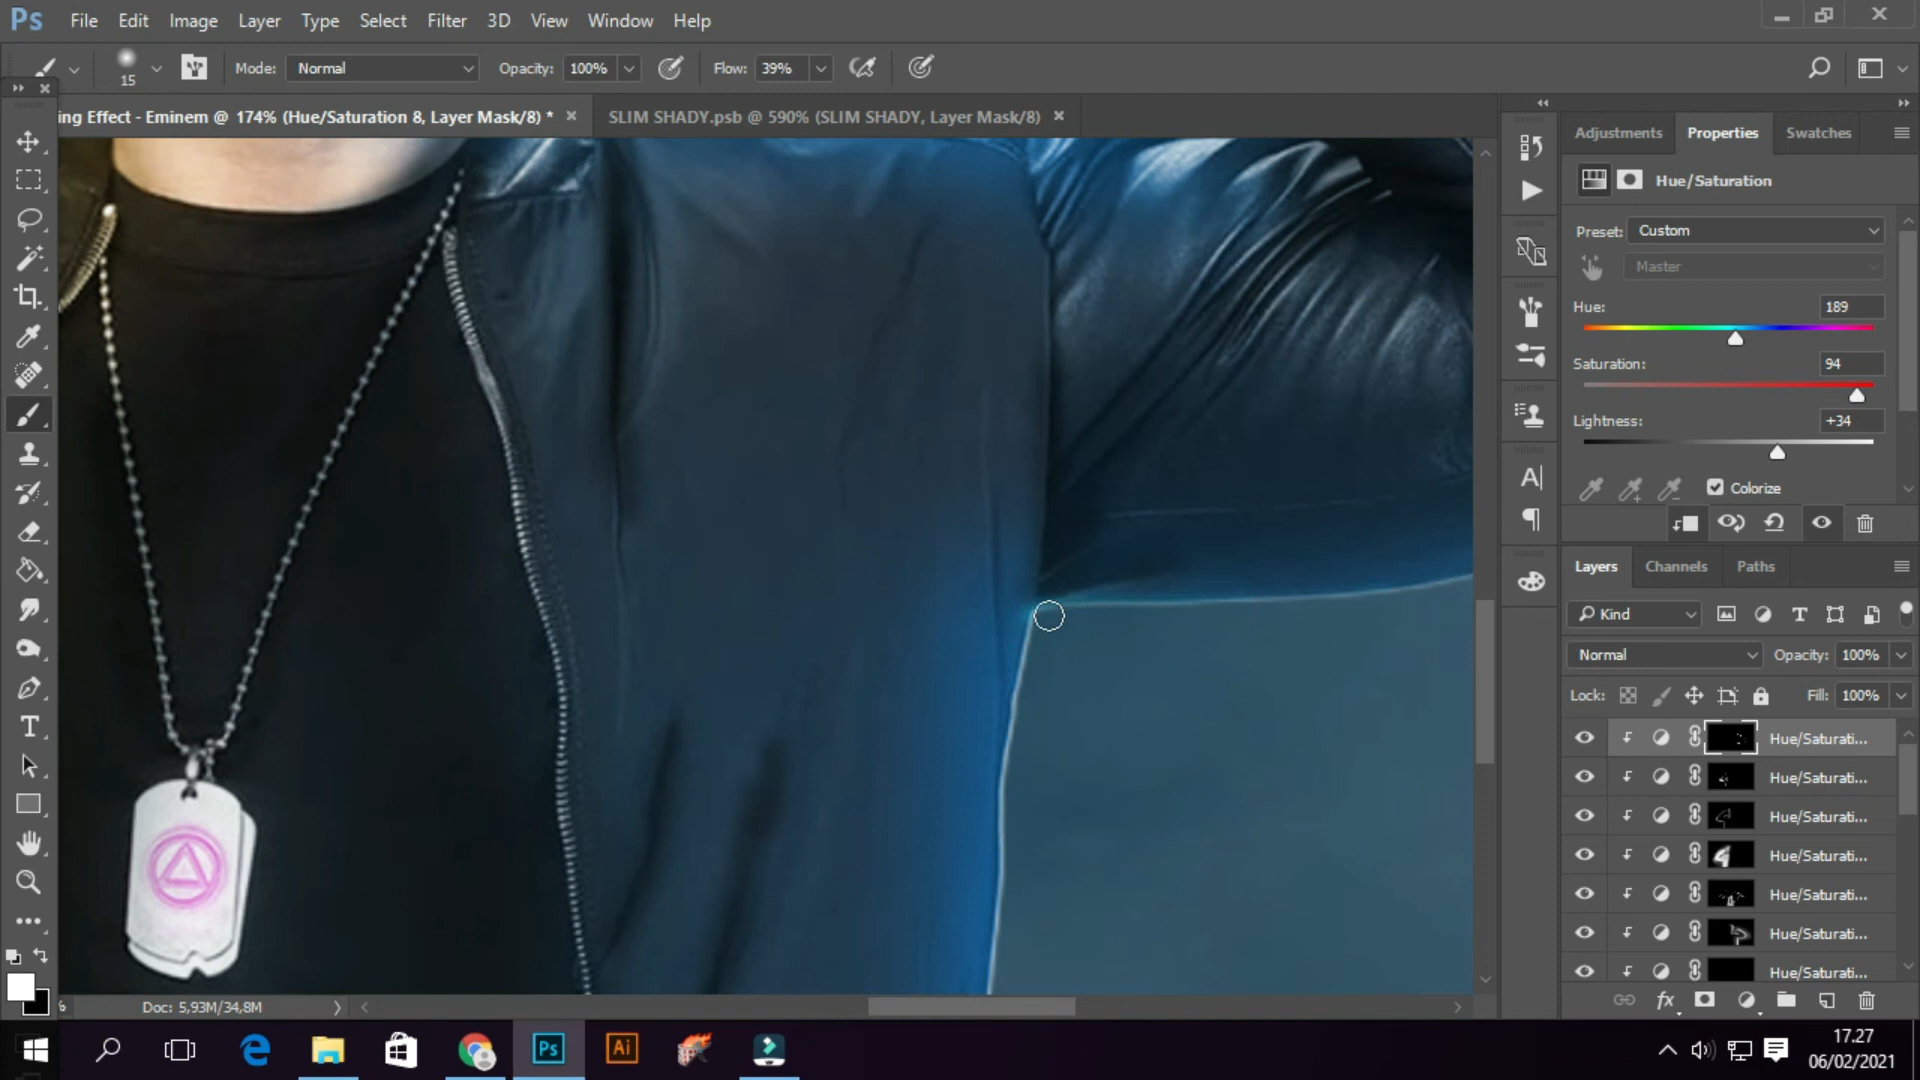 Ps File Edit Image Layer Type Select Filter 3D View Window Help
15 Mode: Normal Opacity: 100% Flow: 39%
ing Effect - Eminem @ 174% (Hue/Saturation 8, Layer Mask/8) * SLIM SHADY.psb @ 590% (SLIM SHADY, Layer Mask/8)
Adjustments Properties Swatches
Hue/Saturation
Preset: Custom
Master
Hue: 189
Saturation: 94
Lightness: +34
Colorize
Layers Channels Paths
Kind
Normal Opacity: 100%
Lock: Fill: 100%
Hue/Saturati...
Hue/Saturati...
Hue/Saturati...
Hue/Saturati...
Hue/Saturati...
Hue/Saturati...
Hue/Saturati...
% Doc: 5,93M/34,8M
Ps Ai
17.27
06/02/2021